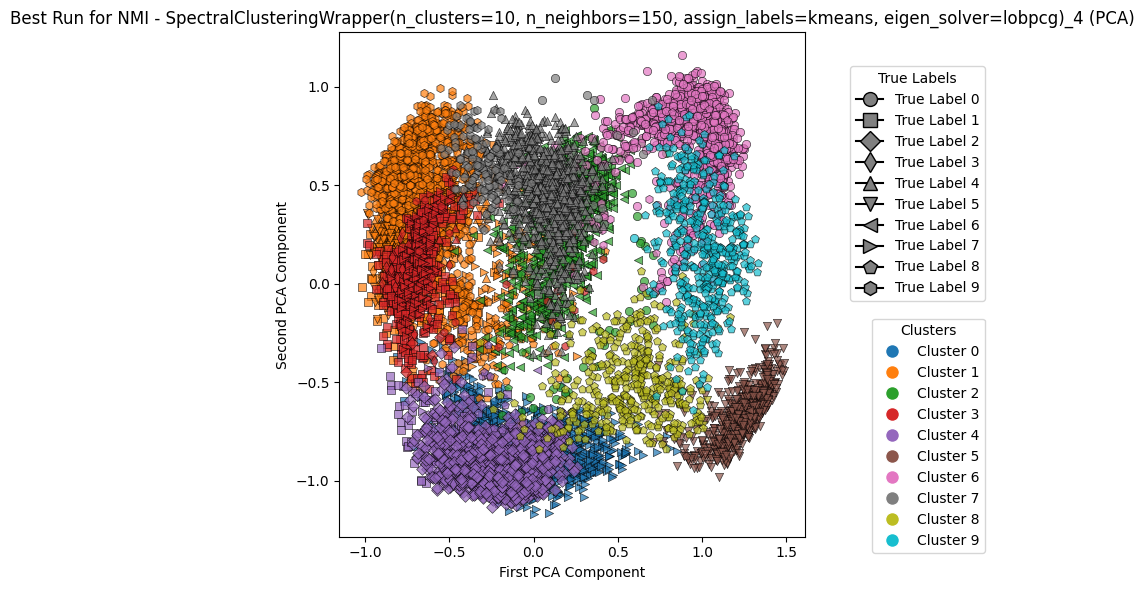 Best Run for NMI - SpectralClusteringWrapper(n_clusters=10, n_neighbors=150, assign_labels=kmeans, eigen_solver=lobpcg)_4 (PCA)
Second PCA Component
1.0
0.5
0.0
−0.5
−1.0
−1.0
−0.5
0.0
0.5
1.0
1.5
First PCA Component
True Labels
True Label 0
True Label 1
True Label 2
True Label 3
True Label 4
True Label 5
True Label 6
True Label 7
True Label 8
True Label 9
Clusters
Cluster 0
Cluster 1
Cluster 2
Cluster 3
Cluster 4
Cluster 5
Cluster 6
Cluster 7
Cluster 8
Cluster 9